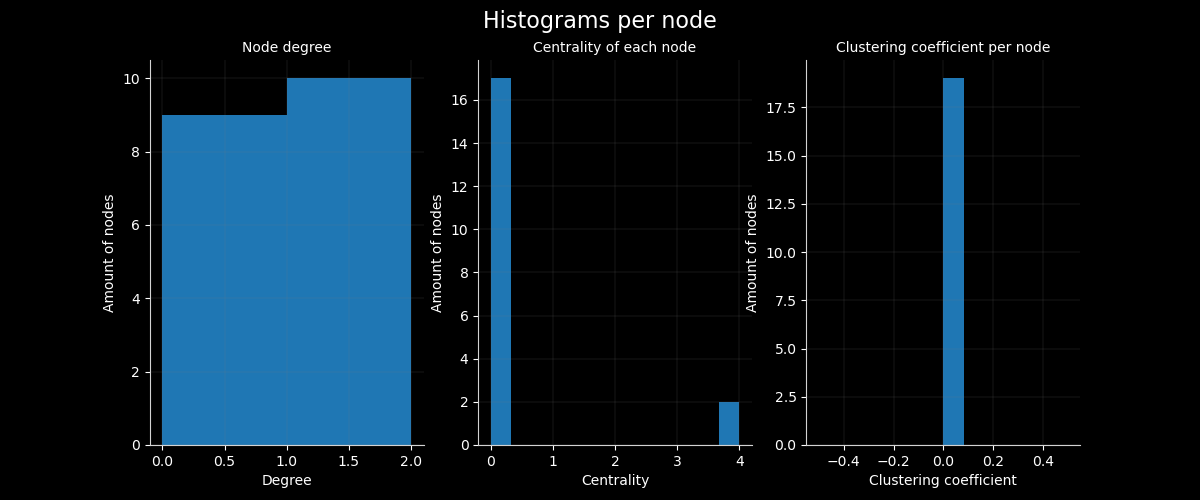 Histograms per node
Node degree
Amount of nodes
10
8
6
4
2
0
0.0 0.5 1.0 1.5 2.0
Degree
Centrality of each node
Amount of nodes
16
14
12
10
8
6
4
2
0
0 1 2 3 4
Centrality
Clustering coefficient per node
Amount of nodes
17.5
15.0
12.5
10.0
7.5
5.0
2.5
0.0
−0.4 −0.2 0.0 0.2 0.4
Clustering coefficient